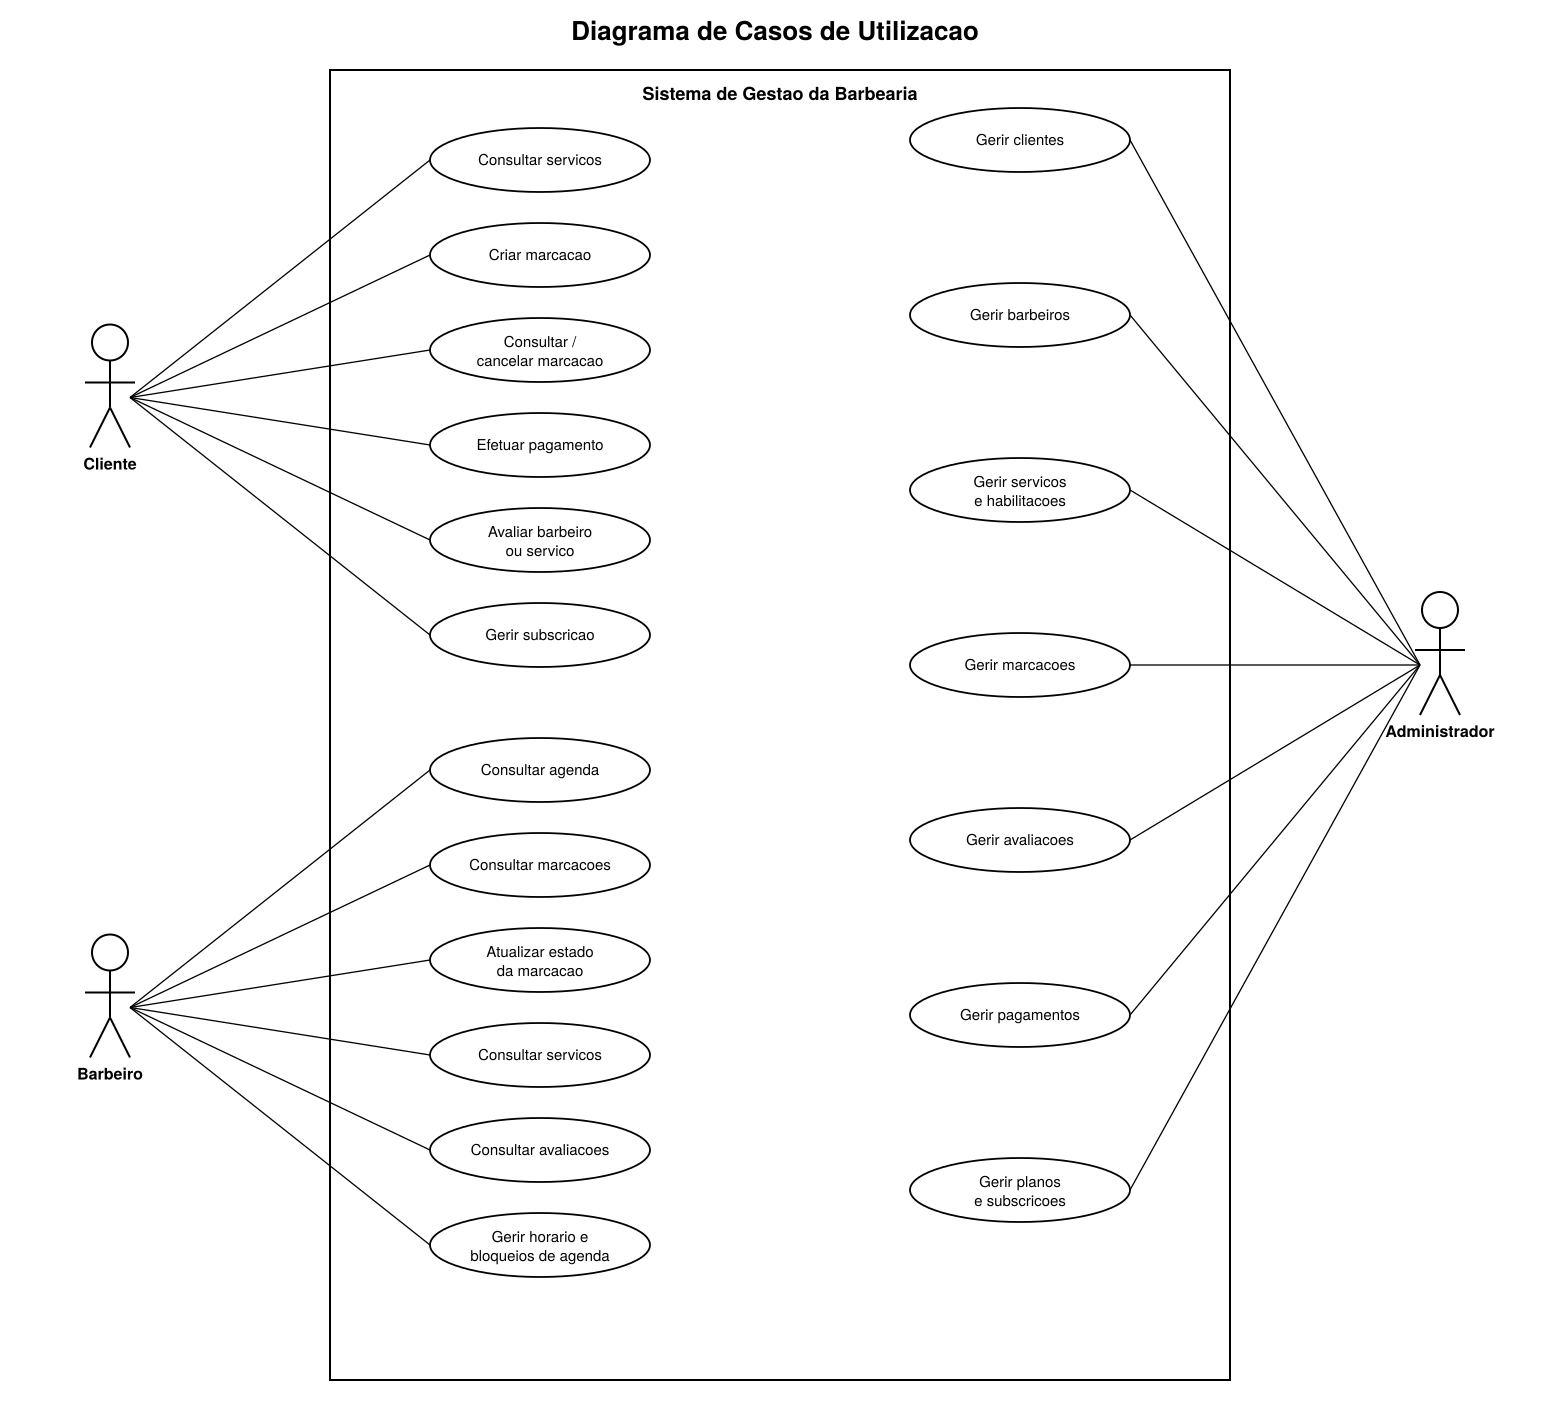 Diagrama de Casos de Utilizacao
Sistema de Gestao da Barbearia
Consultar servicos
Criar marcacao
Consultar /
cancelar marcacao
Efetuar pagamento
Avaliar barbeiro
ou servico
Gerir subscricao
Cliente
Consultar agenda
Consultar marcacoes
Atualizar estado
da marcacao
Consultar servicos
Consultar avaliacoes
Gerir horario e
bloqueios de agenda
Barbeiro
Gerir clientes
Gerir barbeiros
Gerir servicos
e habilitacoes
Gerir marcacoes
Gerir avaliacoes
Gerir pagamentos
Gerir planos
e subscricoes
Administrador